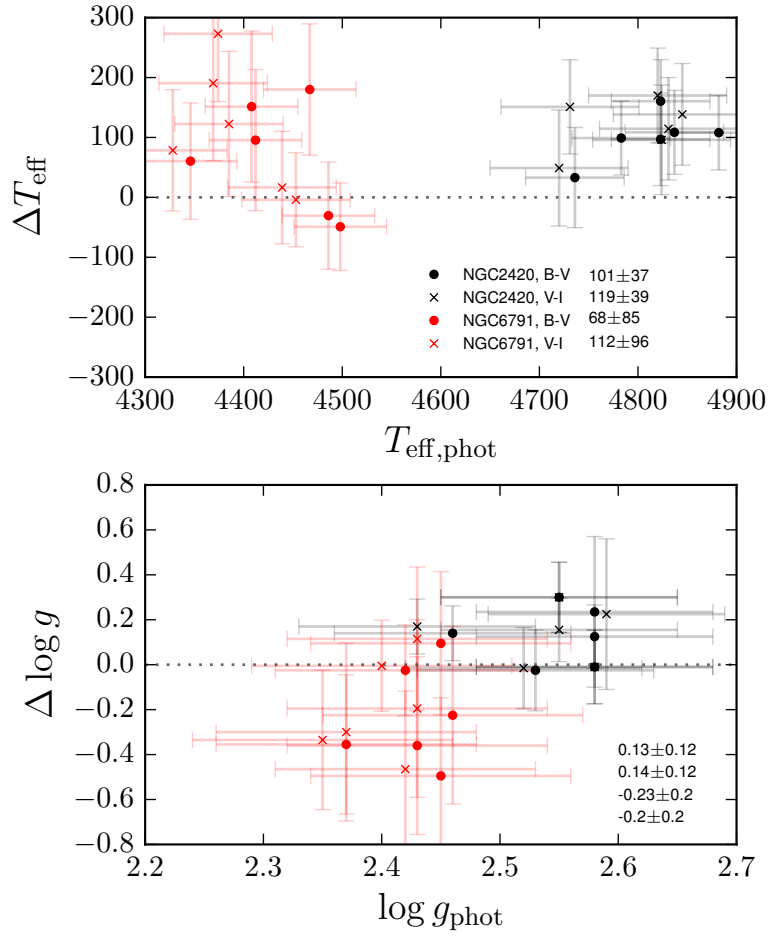 300
200
100
0
−100
−200
−300
ΔT_eff
NGC2420, B-V 101±37
NGC2420, V-I 119±39
NGC6791, B-V 68±85
NGC6791, V-I 112±96
4300 4400 4500 4600 4700 4800 4900
T_eff,phot
0.8
0.6
0.4
0.2
0.0
−0.2
−0.4
−0.6
−0.8
Δ log g
0.13±0.12
0.14±0.12
-0.23±0.2
-0.2±0.2
2.2 2.3 2.4 2.5 2.6 2.7
log g_phot